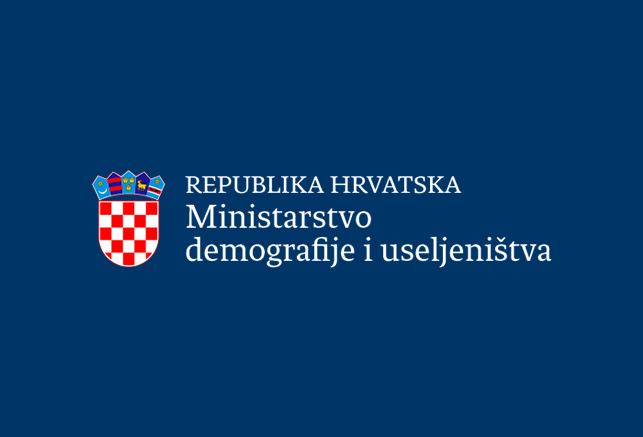 REPUBLIKA HRVATSKA
Ministarstvo
demografije i useljeništva